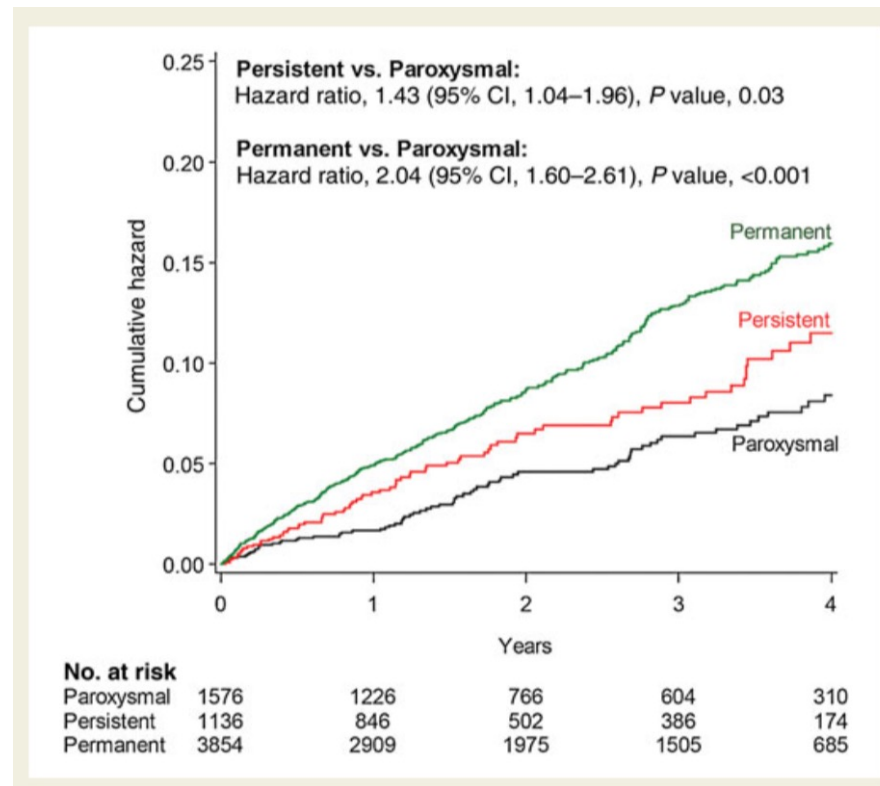 0.25
Persistent vs. Paroxysmal:
Hazard ratio, 1.43 (95% CI, 1.04–1.96), P value, 0.03
Permanent vs. Paroxysmal:
0.20
Hazard ratio, 2.04 (95% CI, 1.60–2.61), P value, <0.001
Cumulative hazard
Permanent
0.15
Persistent
0.10
Paroxysmal
0.05
0.00
0 1 2 3 4
Years
No. at risk
Paroxysmal 1576 1226 766 604 310
Persistent 1136 846 502 386 174
Permanent 3854 2909 1975 1505 685